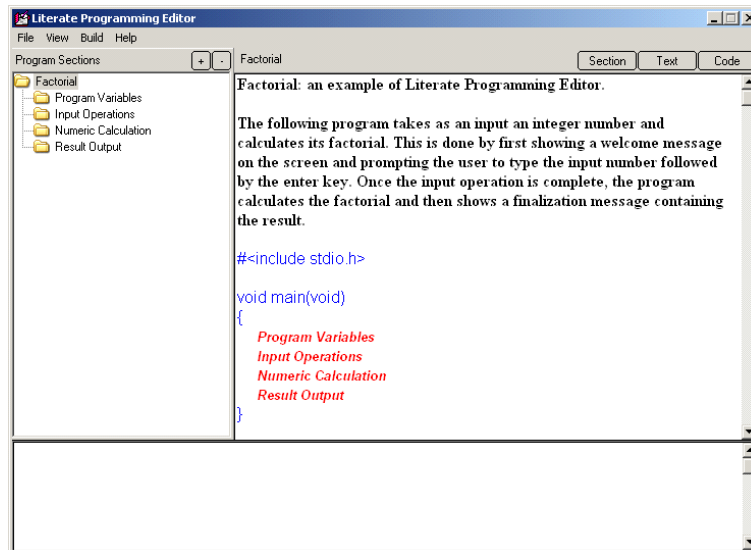 Literate Programming Editor
File View Build Help
Program Sections + - Factorial Section Text Code
Factorial
Program Variables
Input Operations
Numeric Calculation
Result Output
Factorial: an example of Literate Programming Editor.
The following program takes as an input an integer number and
calculates its factorial. This is done by first showing a welcome message
on the screen and prompting the user to type the input number followed
by the enter key. Once the input operation is complete, the program
calculates the factorial and then shows a finalization message containing
the result.
#<include stdio.h>
void main(void)
{
Program Variables
Input Operations
Numeric Calculation
Result Output
}